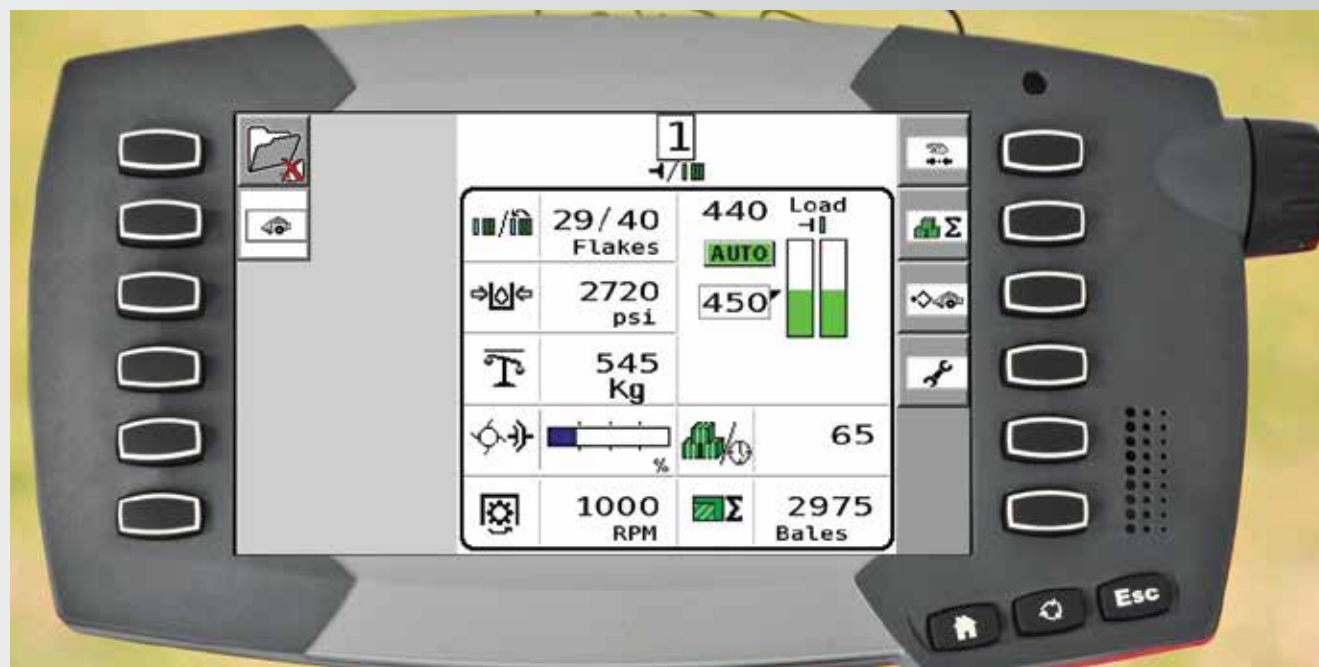 1
29/40
Flakes
440
Load
AUTO
2720
psi
450
545
Kg
%
65
Σ
1000
RPM
Σ
2975
Bales
Esc